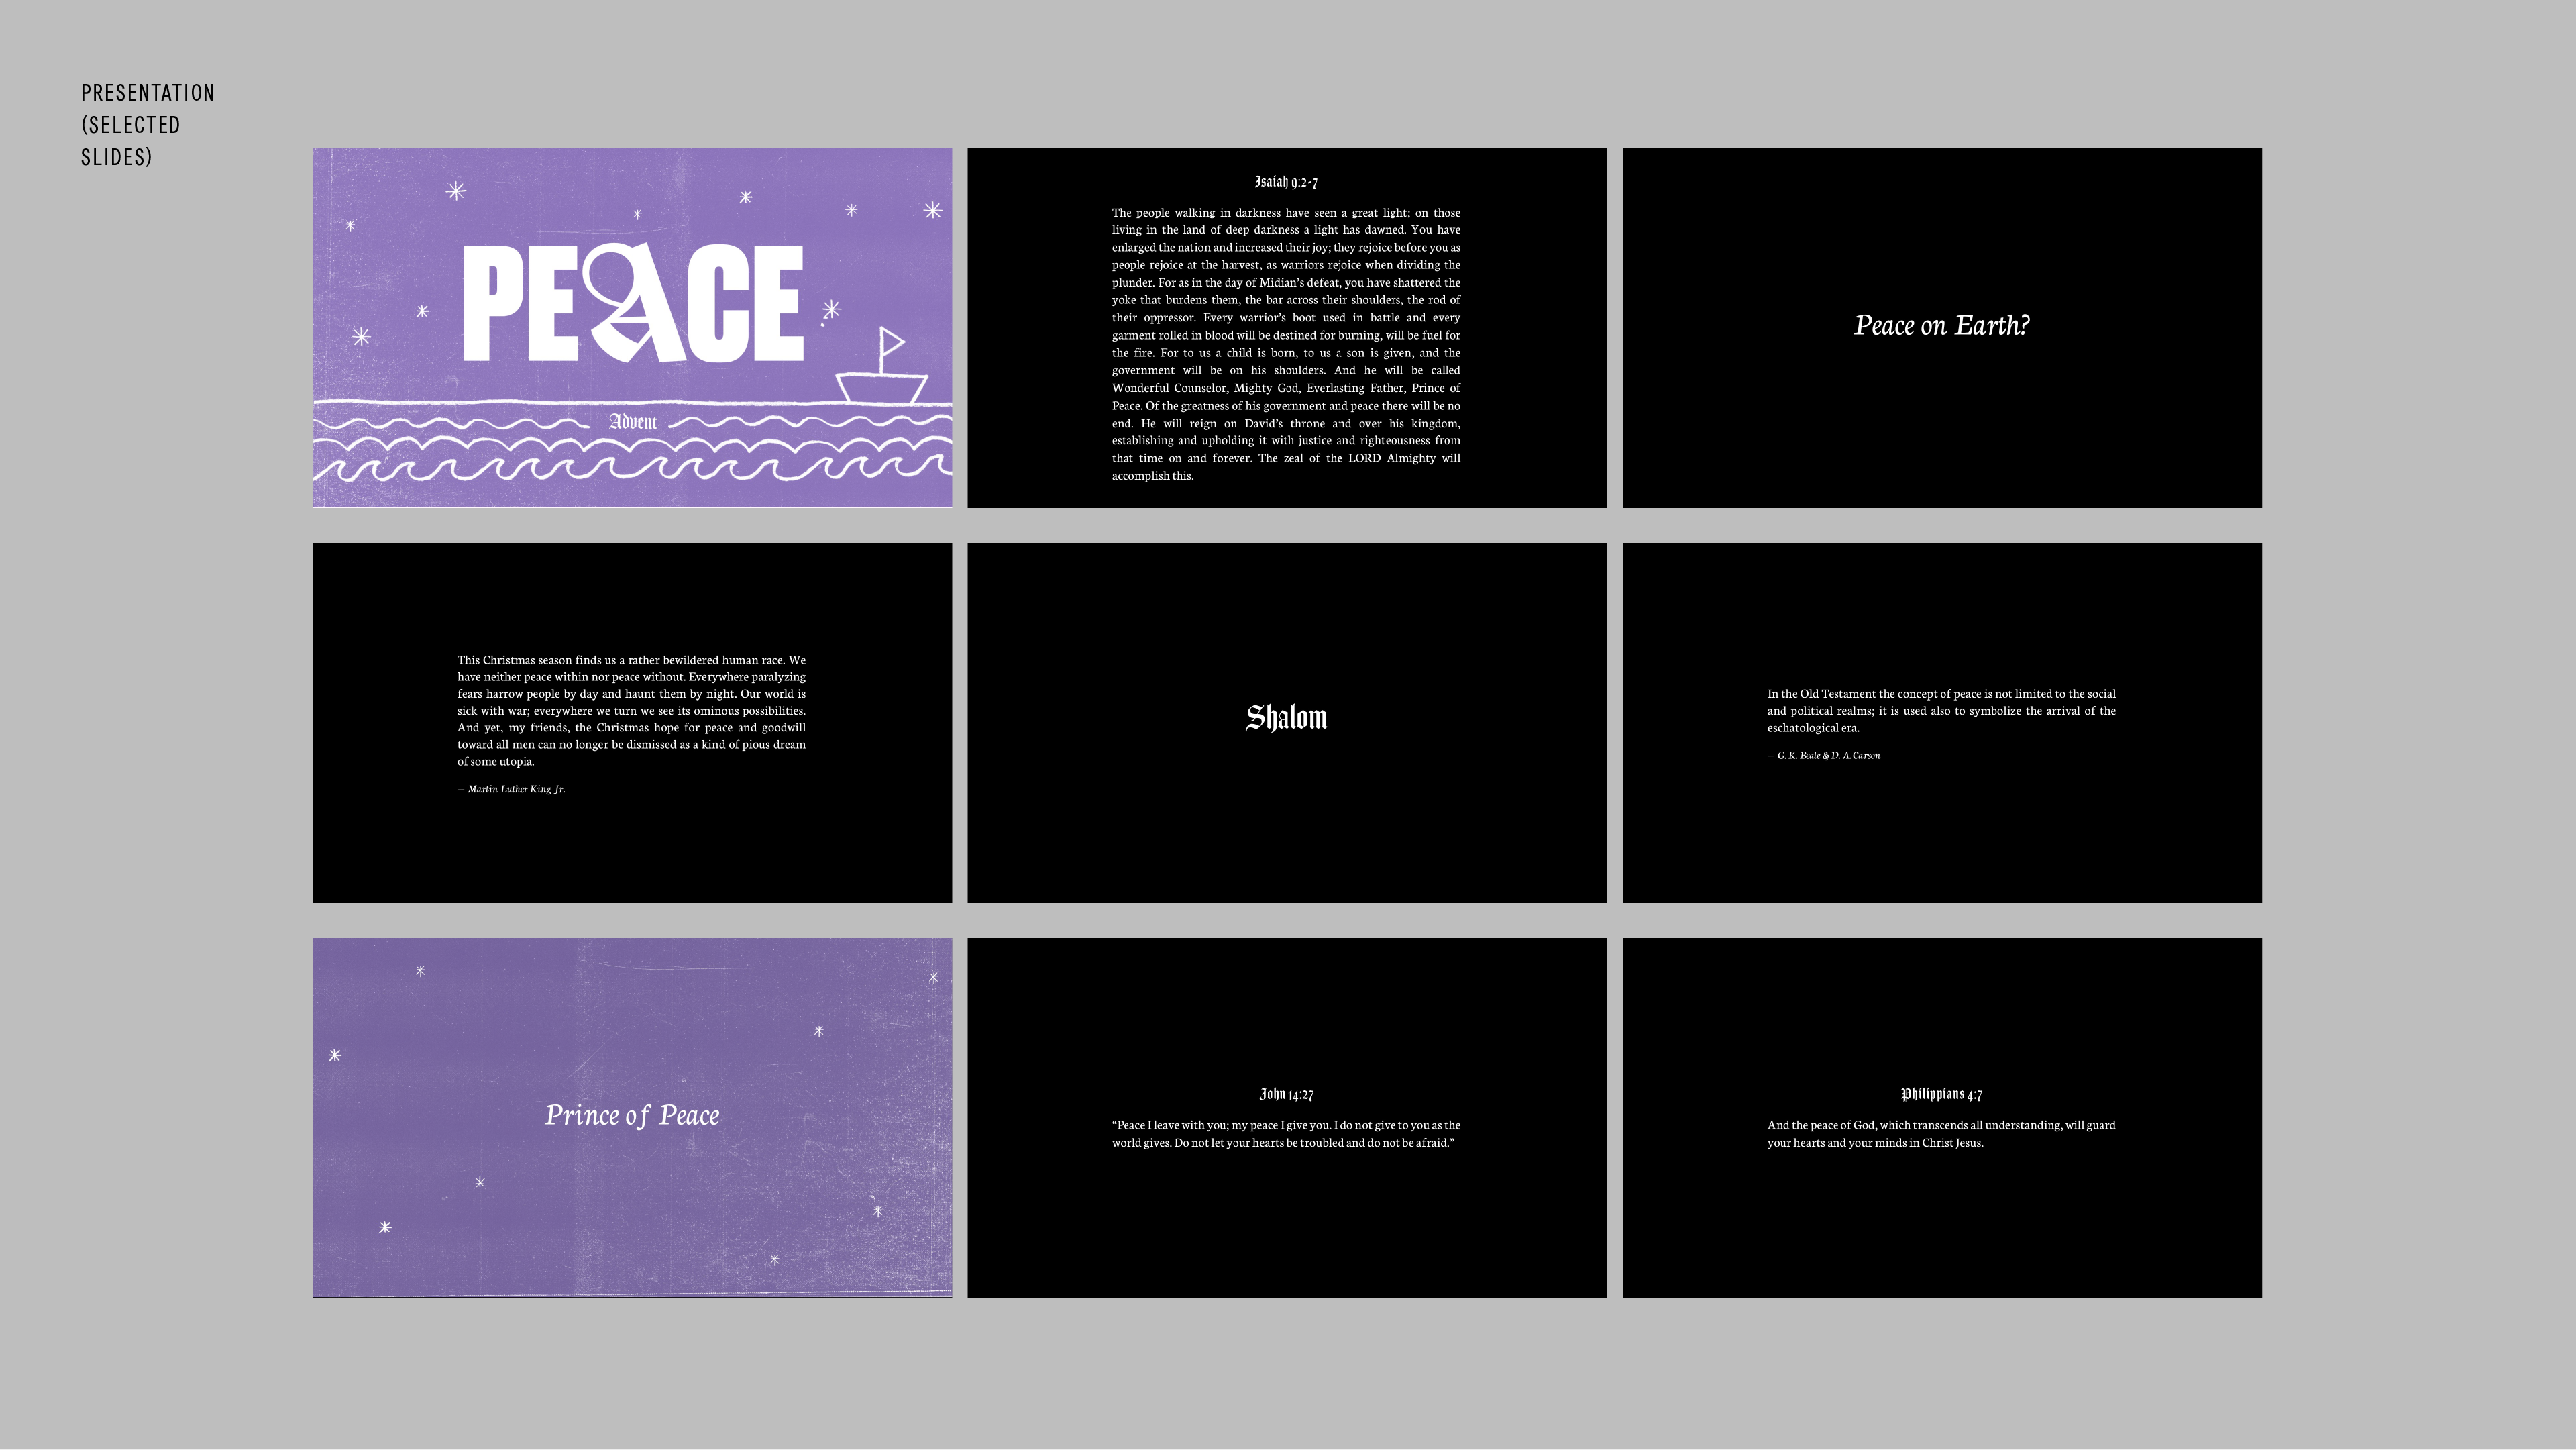 PRESENTATION
(SELECTED
SLIDES)
PEACE
Advent
Isaiah 9:2-7
The people walking in darkness have seen a great light; on those
living in the land of deep darkness a light has dawned. You have
enlarged the nation and increased their joy; they rejoice before you as
people rejoice at the harvest, as warriors rejoice when dividing the
plunder. For as in the day of Midian’s defeat, you have shattered the
yoke that burdens them, the bar across their shoulders, the rod of
their oppressor. Every warrior’s boot used in battle and every
garment rolled in blood will be destined for burning, will be fuel for
the fire. For to us a child is born, to us a son is given, and the
government will be on his shoulders. And he will be called
Wonderful Counselor, Mighty God, Everlasting Father, Prince of
Peace. Of the greatness of his government and peace there will be no
end. He will reign on David’s throne and over his kingdom,
establishing and upholding it with justice and righteousness from
that time on and forever. The zeal of the LORD Almighty will
accomplish this.
Peace on Earth?
This Christmas season finds us a rather bewildered human race. We
have neither peace within nor peace without. Everywhere paralyzing
fears harrow people by day and haunt them by night. Our world is
sick with war; everywhere we turn we see its ominous possibilities.
And yet, my friends, the Christmas hope for peace and goodwill
toward all men can no longer be dismissed as a kind of pious dream
of some utopia.
— Martin Luther King Jr.
Shalom
In the Old Testament the concept of peace is not limited to the social
and political realms; it is used also to symbolize the arrival of the
eschatological era.
— G. K. Beale & D. A. Carson
Prince of Peace
John 14:27
“Peace I leave with you; my peace I give you. I do not give to you as the
world gives. Do not let your hearts be troubled and do not be afraid.”
Philippians 4:7
And the peace of God, which transcends all understanding, will guard
your hearts and your minds in Christ Jesus.